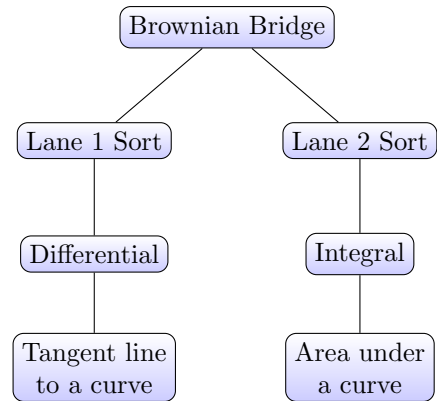 Brownian Bridge
Lane 1 Sort
Lane 2 Sort
Differential
Integral
Tangent line
to a curve
Area under
a curve